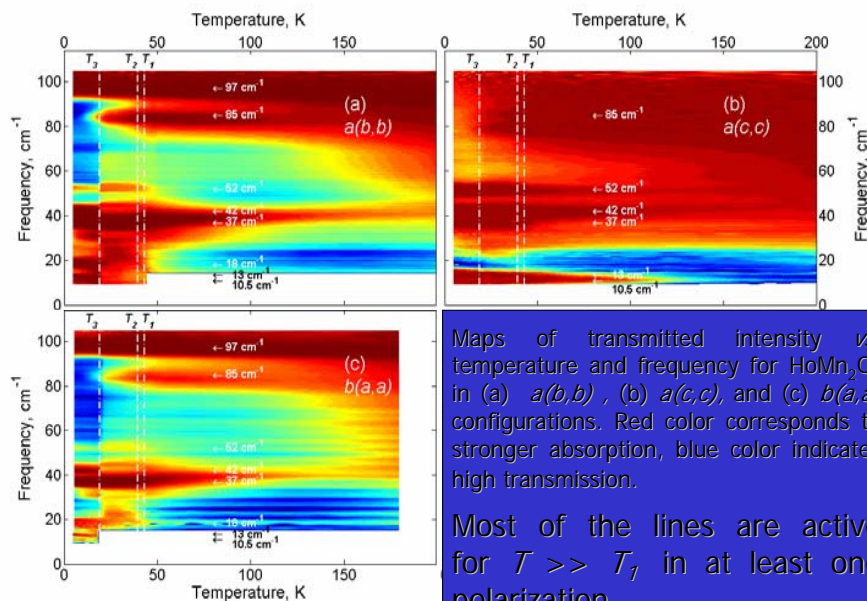 Temperature, K
Temperature, K
0 50 100 150
0 50 100 150 200
T3 T2 T1
T3 T2 T1
100
80
60
40
20
0
Frequency, cm-1
← 97 cm-1
← 85 cm-1
← 52 cm-1
← 42 cm-1
← 37 cm-1
← 18 cm-1
← 13 cm-1
← 10.5 cm-1
(a)
a(b,b)
← 85 cm-1
← 52 cm-1
← 42 cm-1
← 37 cm-1
← 13 cm-1
10.5 cm-1
(b)
a(c,c)
100
80
60
40
20
0
Frequency, cm-1
T3 T2 T1
100
80
60
40
20
0
Frequency, cm-1
← 97 cm-1
← 85 cm-1
← 52 cm-1
← 42 cm-1
← 37 cm-1
← 18 cm-1
← 13 cm-1
← 10.5 cm-1
(c)
b(a,a)
0 50 100 150
Temperature, K
Maps of transmitted intensity
temperature and frequency for
in (a) a(b,b) , (b) a(c,c), and (c)
configurations. Red color corresponds
stronger absorption, blue color
high transmission.
Most of the lines are
for T >> T1 in at least